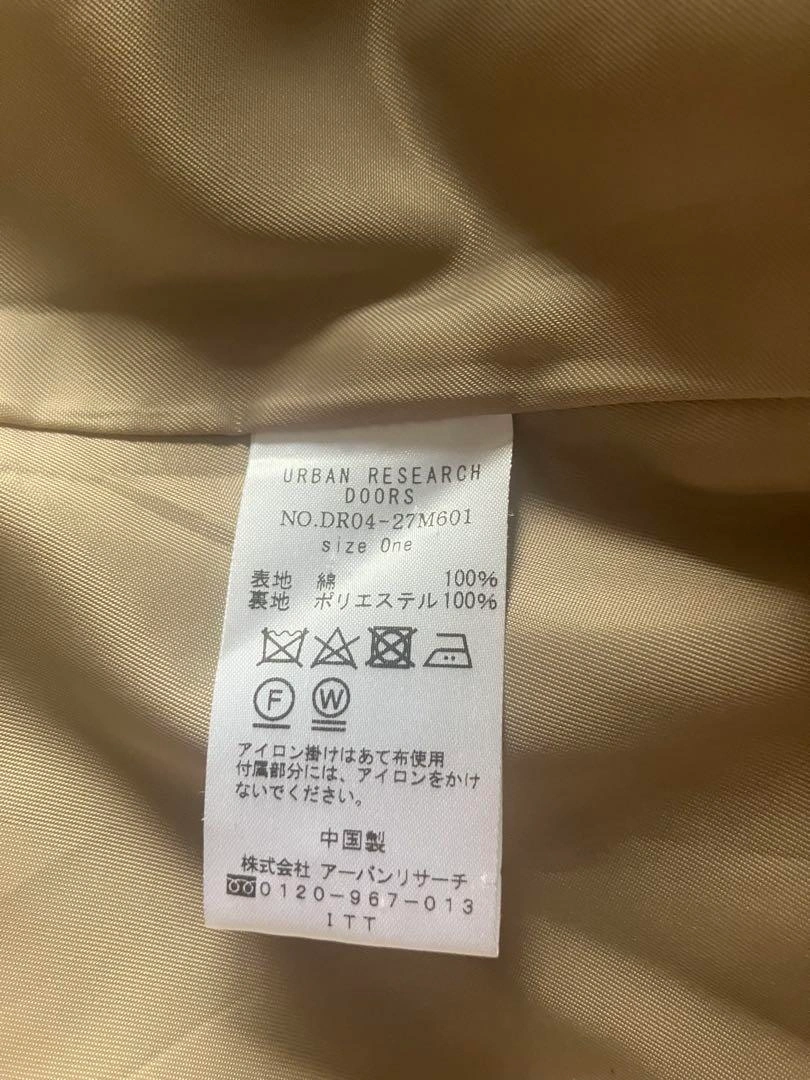 URBAN RESEARCH
DOORS
NO.DR04-27M601
size One
表地 綿 100%
裏地 ポリエステル100%
F W
アイロン掛けはあて布使用
付属部分には、アイロンをかけ
ないでください。
中国製
株式会社 アーバンリサーチ
0120-967-013
ITT